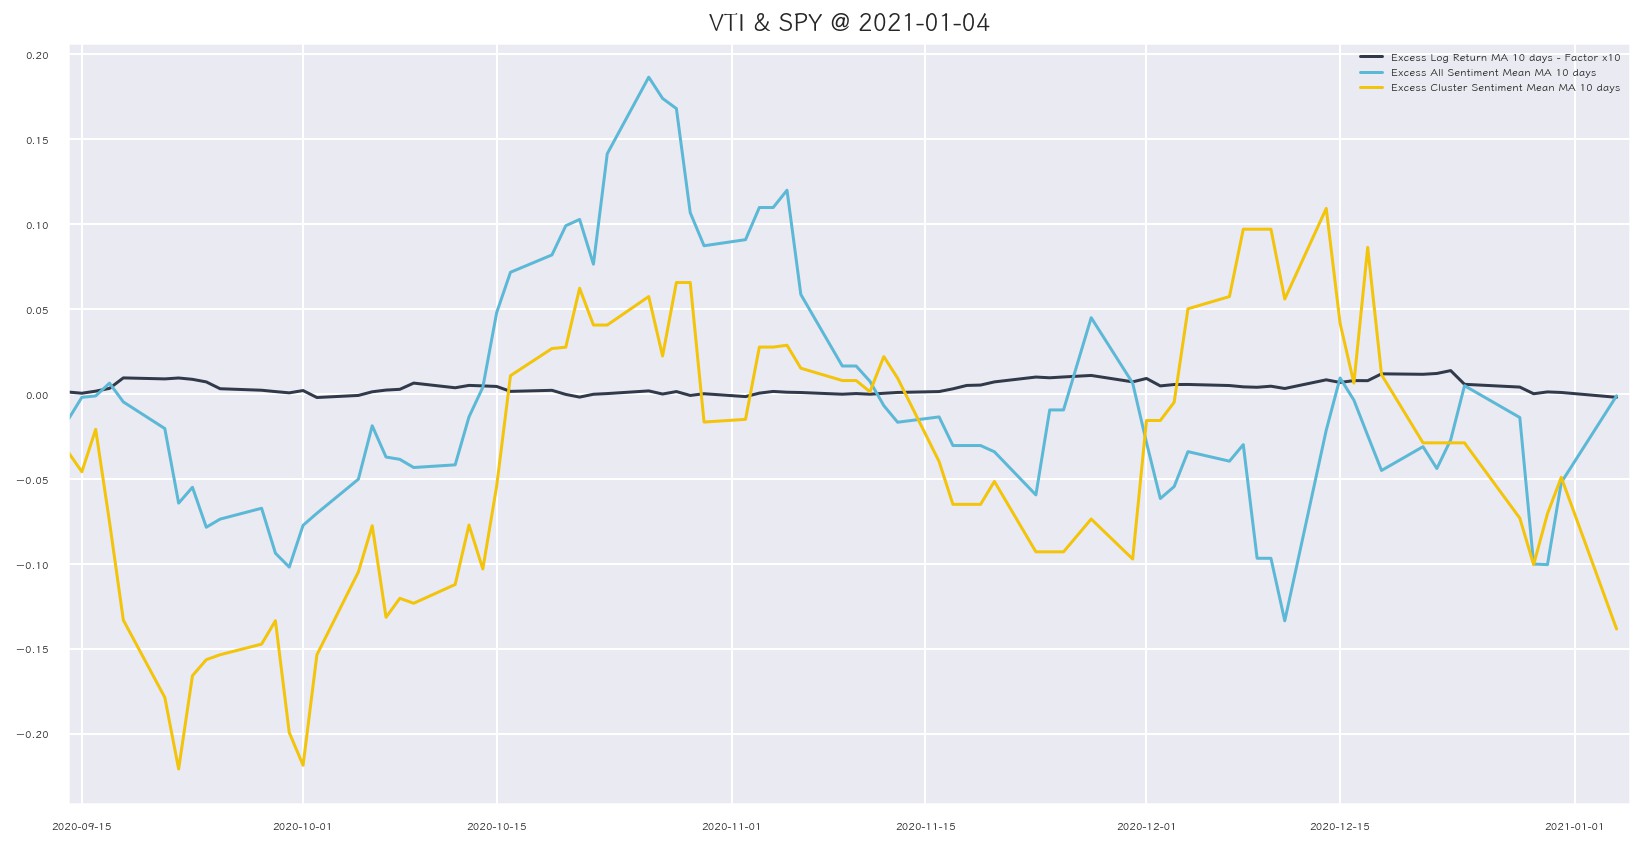 VTI & SPY @ 2021-01-04
Excess Log Return MA 10 days - Factor x10
Excess All Sentiment Mean MA 10 days
Excess Cluster Sentiment Mean MA 10 days
0.20
0.15
0.10
0.05
0.00
−0.05
−0.10
−0.15
−0.20
2020-09-15 2020-10-01 2020-10-15 2020-11-01 2020-11-15 2020-12-01 2020-12-15 2021-01-01